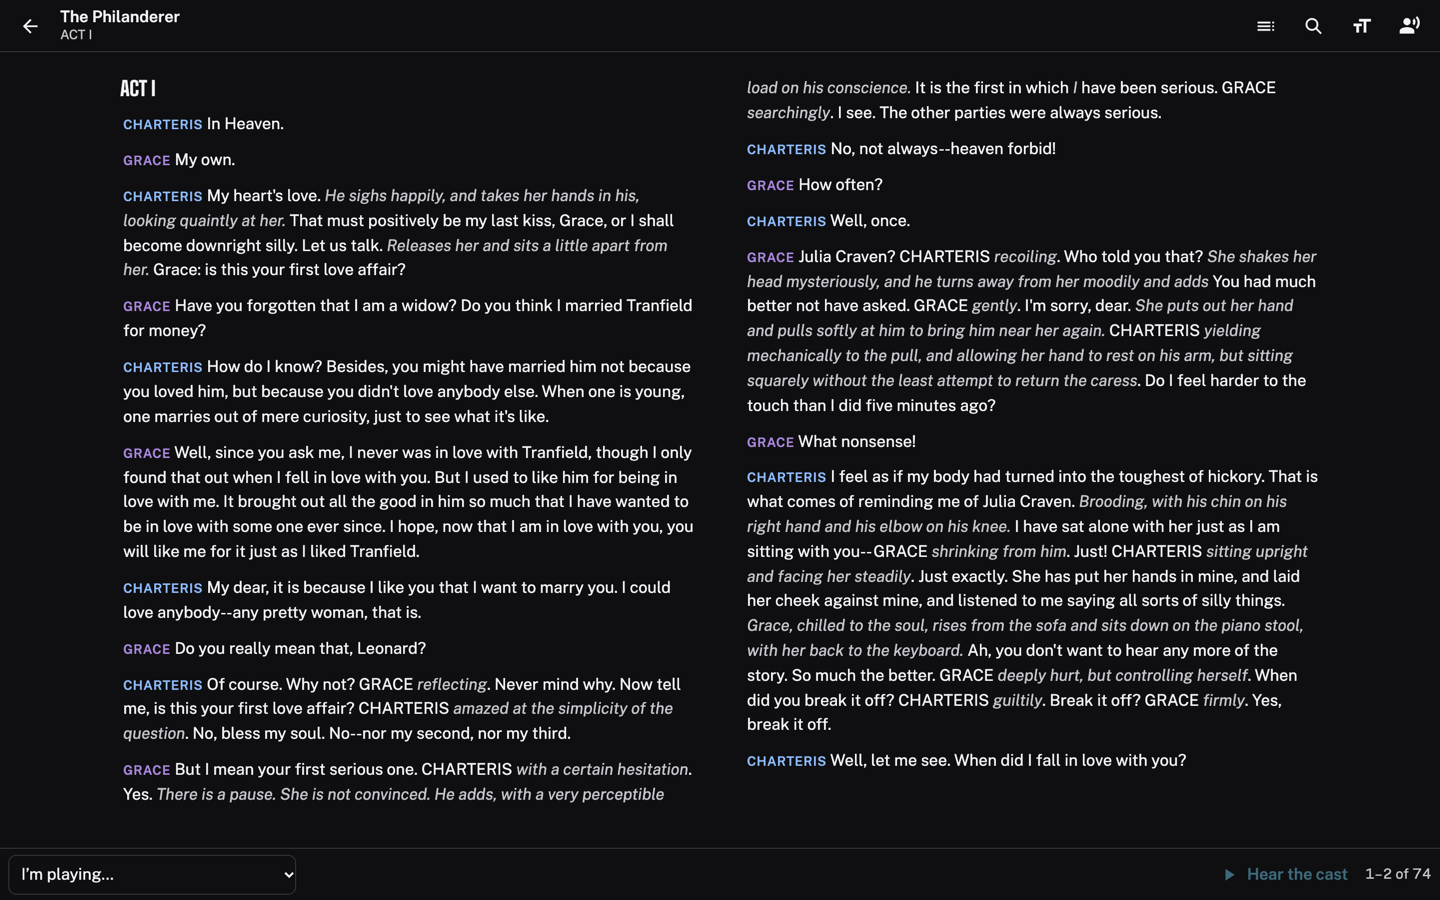 The Philanderer
ACT I
ACT I
CHARTERIS In Heaven.
GRACE My own.
CHARTERIS My heart's love. He sighs happily, and takes her hands in his,
looking quaintly at her. That must positively be my last kiss, Grace, or I shall
become downright silly. Let us talk. Releases her and sits a little apart from
her. Grace: is this your first love affair?
GRACE Have you forgotten that I am a widow? Do you think I married Tranfield
for money?
CHARTERIS How do I know? Besides, you might have married him not because
you loved him, but because you didn't love anybody else. When one is young,
one marries out of mere curiosity, just to see what it's like.
GRACE Well, since you ask me, I never was in love with Tranfield, though I only
found that out when I fell in love with you. But I used to like him for being in
love with me. It brought out all the good in him so much that I have wanted to
be in love with some one ever since. I hope, now that I am in love with you, you
will like me for it just as I liked Tranfield.
CHARTERIS My dear, it is because I like you that I want to marry you. I could
love anybody--any pretty woman, that is.
GRACE Do you really mean that, Leonard?
CHARTERIS Of course. Why not? GRACE reflecting. Never mind why. Now tell
me, is this your first love affair? CHARTERIS amazed at the simplicity of the
question. No, bless my soul. No--nor my second, nor my third.
GRACE But I mean your first serious one. CHARTERIS with a certain hesitation.
Yes. There is a pause. She is not convinced. He adds, with a very perceptible
load on his conscience. It is the first in which I have been serious. GRACE
searchingly. I see. The other parties were always serious.
CHARTERIS No, not always--heaven forbid!
GRACE How often?
CHARTERIS Well, once.
GRACE Julia Craven? CHARTERIS recoiling. Who told you that? She shakes her
head mysteriously, and he turns away from her moodily and adds You had much
better not have asked. GRACE gently. I'm sorry, dear. She puts out her hand
and pulls softly at him to bring him near her again. CHARTERIS yielding
mechanically to the pull, and allowing her hand to rest on his arm, but sitting
squarely without the least attempt to return the caress. Do I feel harder to the
touch than I did five minutes ago?
GRACE What nonsense!
CHARTERIS I feel as if my body had turned into the toughest of hickory. That is
what comes of reminding me of Julia Craven. Brooding, with his chin on his
right hand and his elbow on his knee. I have sat alone with her just as I am
sitting with you--GRACE shrinking from him. Just! CHARTERIS sitting upright
and facing her steadily. Just exactly. She has put her hands in mine, and laid
her cheek against mine, and listened to me saying all sorts of silly things.
Grace, chilled to the soul, rises from the sofa and sits down on the piano stool,
with her back to the keyboard. Ah, you don't want to hear any more of the
story. So much the better. GRACE deeply hurt, but controlling herself. When
did you break it off? CHARTERIS guiltily. Break it off? GRACE firmly. Yes,
break it off.
CHARTERIS Well, let me see. When did I fall in love with you?
I'm playing...
Hear the cast
1–2 of 74